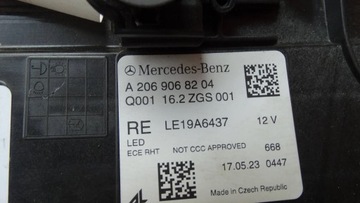 Mercedes-Benz
A 206 906 82 04
Q001 16.2 ZGS 001
RE LE19A6437 12 V
LED
ECE RHT NOT CCC APPROVED 668
17.05.23 0447
Made in Czech Republic